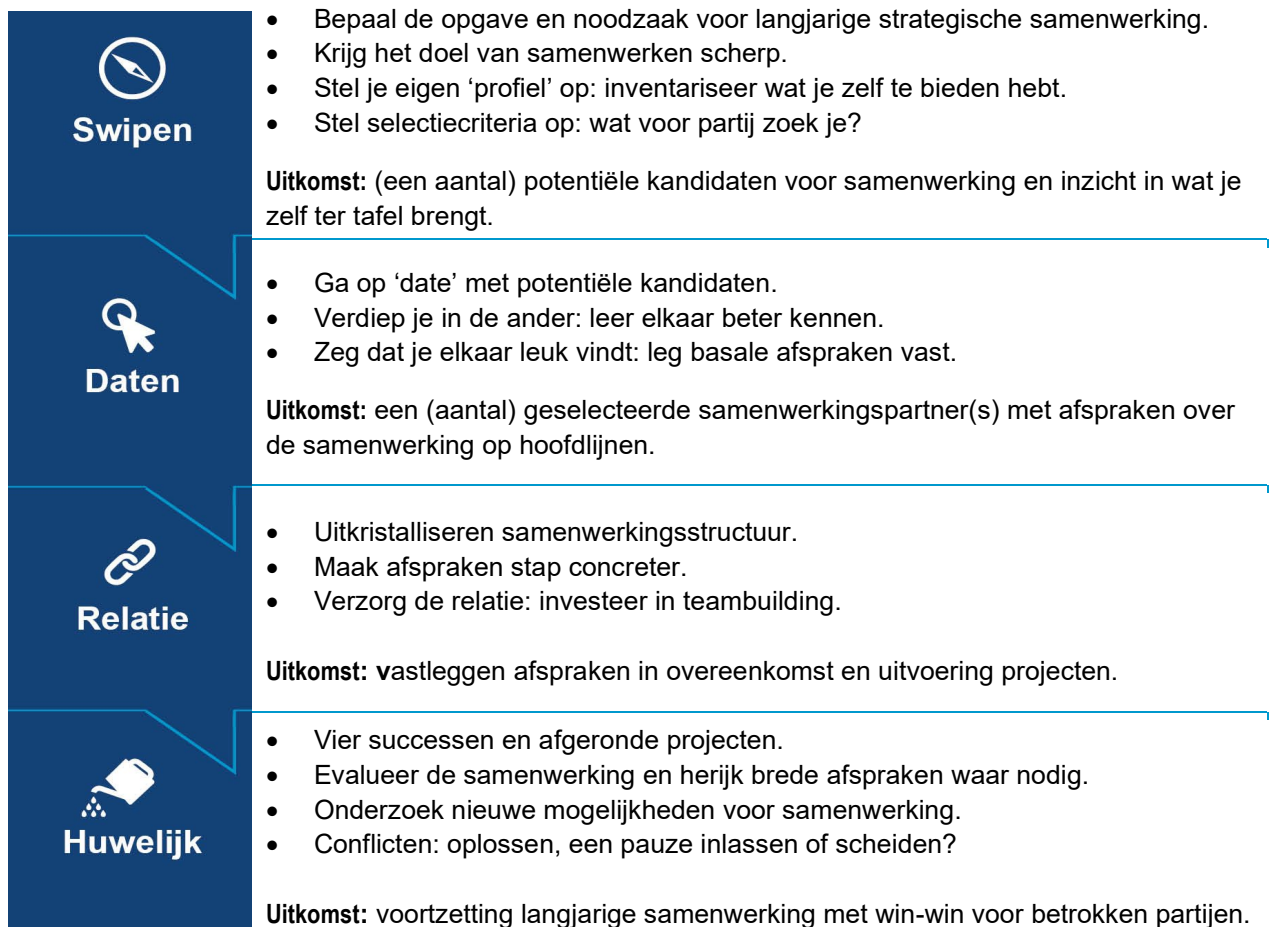 Swipen
• Bepaal de opgave en noodzaak voor langjarige strategische samenwerking.
• Krijg het doel van samenwerken scherp.
• Stel je eigen ‘profiel’ op: inventariseer wat je zelf te bieden hebt.
• Stel selectiecriteria op: wat voor partij zoek je?
Uitkomst: (een aantal) potentiële kandidaten voor samenwerking en inzicht in wat je
zelf ter tafel brengt.
Daten
• Ga op ‘date’ met potentiële kandidaten.
• Verdiep je in de ander: leer elkaar beter kennen.
• Zeg dat je elkaar leuk vindt: leg basale afspraken vast.
Uitkomst: een (aantal) geselecteerde samenwerkingspartner(s) met afspraken over
de samenwerking op hoofdlijnen.
Relatie
• Uitkristalliseren samenwerkingsstructuur.
• Maak afspraken stap concreter.
• Verzorg de relatie: investeer in teambuilding.
Uitkomst: vastleggen afspraken in overeenkomst en uitvoering projecten.
Huwelijk
• Vier successen en afgeronde projecten.
• Evalueer de samenwerking en herijk brede afspraken waar nodig.
• Onderzoek nieuwe mogelijkheden voor samenwerking.
• Conflicten: oplossen, een pauze inlassen of scheiden?
Uitkomst: voortzetting langjarige samenwerking met win-win voor betrokken partijen.